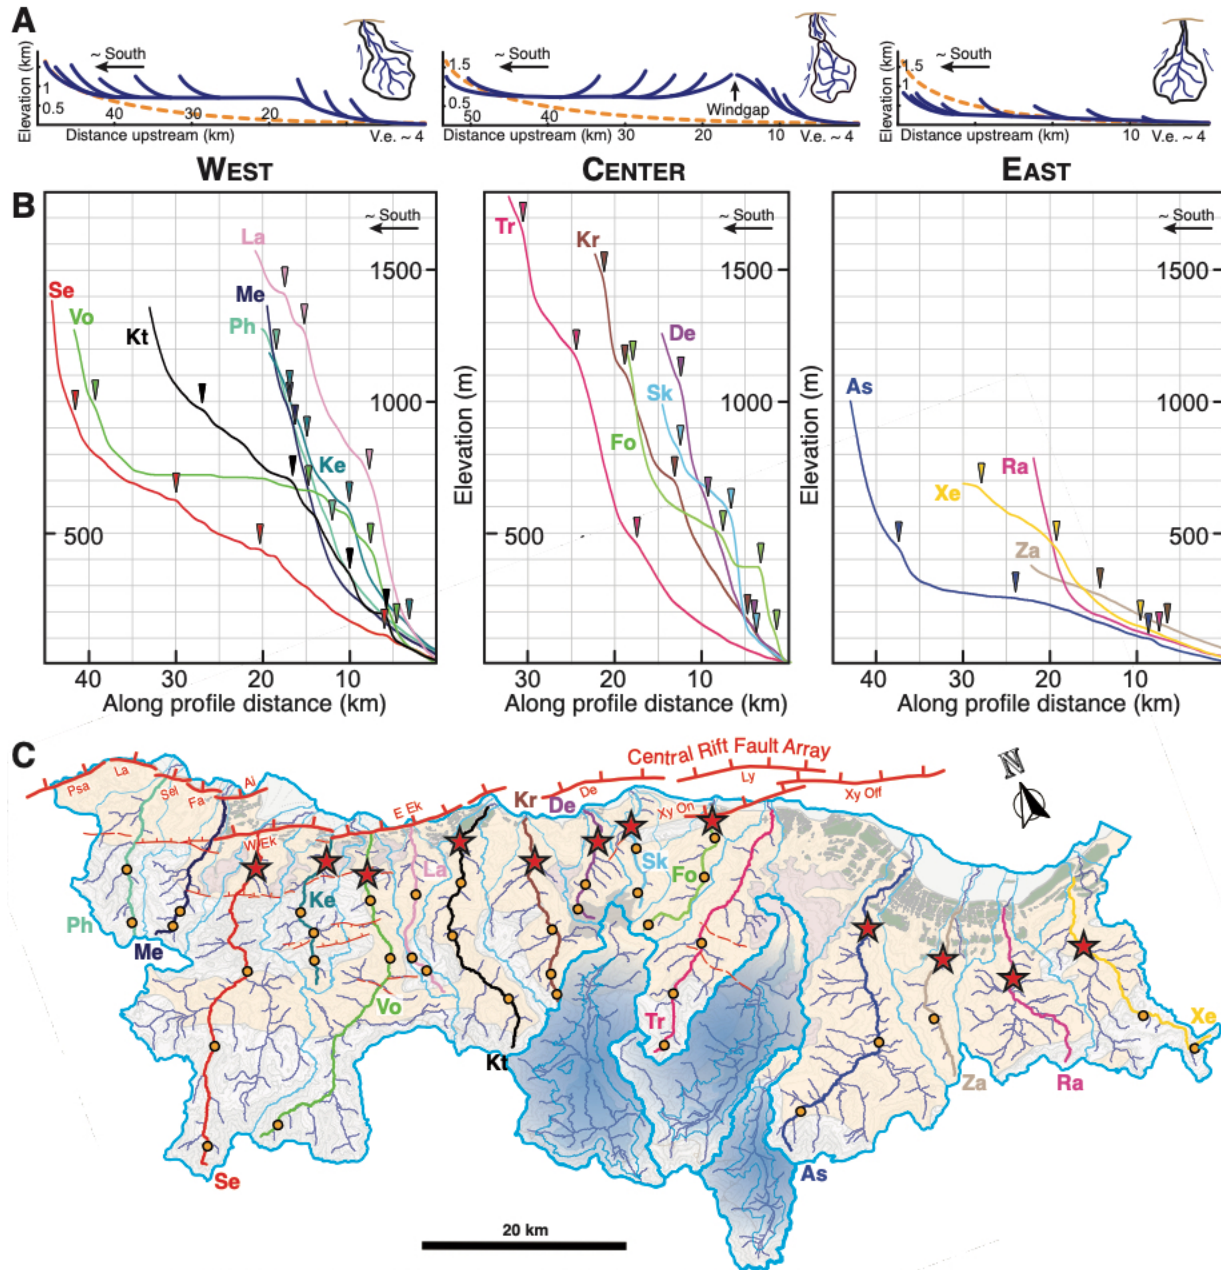 A
Elevation (km)
1
0.5
~ South
40
30
20
Distance upstream (km)
V.e. ~ 4
1.5
0.5
~ South
50
40
30
20
10
Windgap
Distance upstream (km)
V.e. ~ 4
Elevation (km)
1.5
1
~ South
10
Distance upstream (km)
V.e. ~ 4
WEST
CENTER
EAST
B
~ South
La
1500
Se
Me
Vo
Ph
Kt
1000
Ke
500
40
30
20
10
Along profile distance (km)
Elevation (m)
~ South
Tr
Kr
1500
De
Sk
1000
Fo
500
30
20
10
Along profile distance (km)
Elevation (m)
~ South
1500
As
1000
Ra
Xe
Za
500
40
30
20
10
Along profile distance (km)
C
Central Rift Fault Array
N
Psa
La
Sel
Fa
Al
W Ek
E Ek
De
Ly
Xy On
Xy Off
Kr
De
La
Sk
Fo
Ke
Ph
Me
Vo
Tr
Kt
Xe
Za
Ra
Se
As
20 km